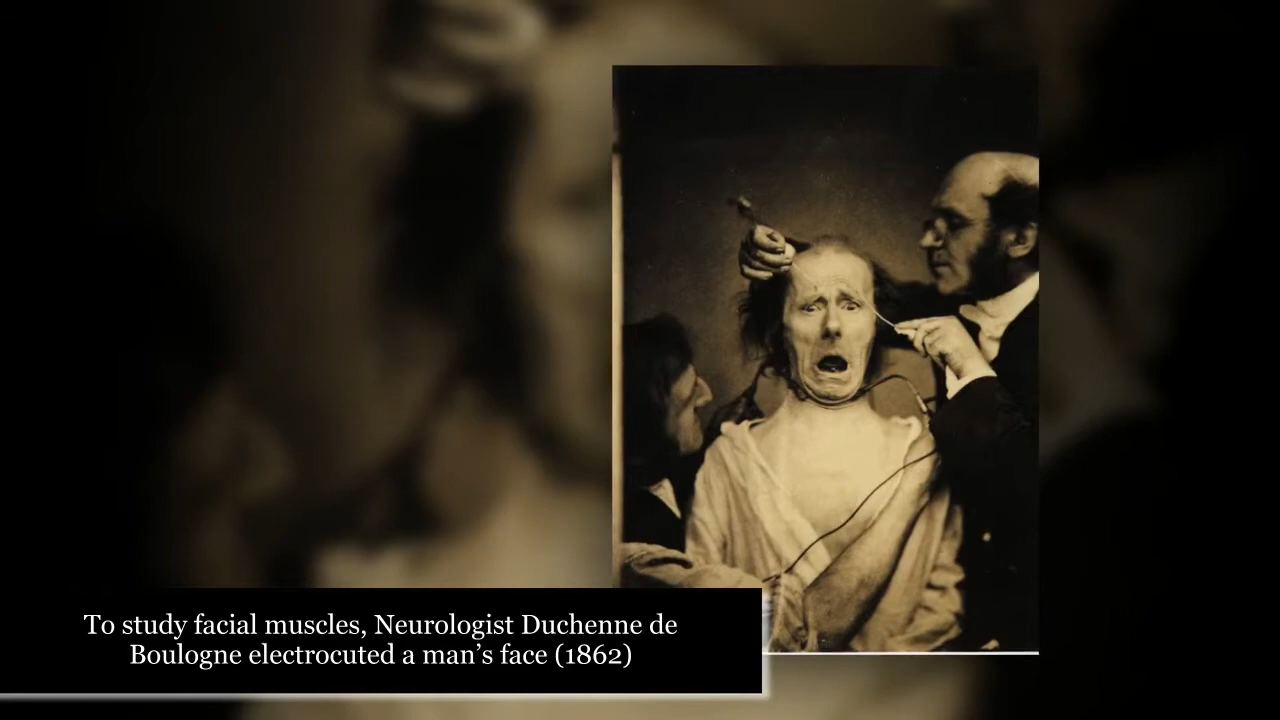 To study facial muscles, Neurologist Duchenne de
Boulogne electrocuted a man’s face (1862)